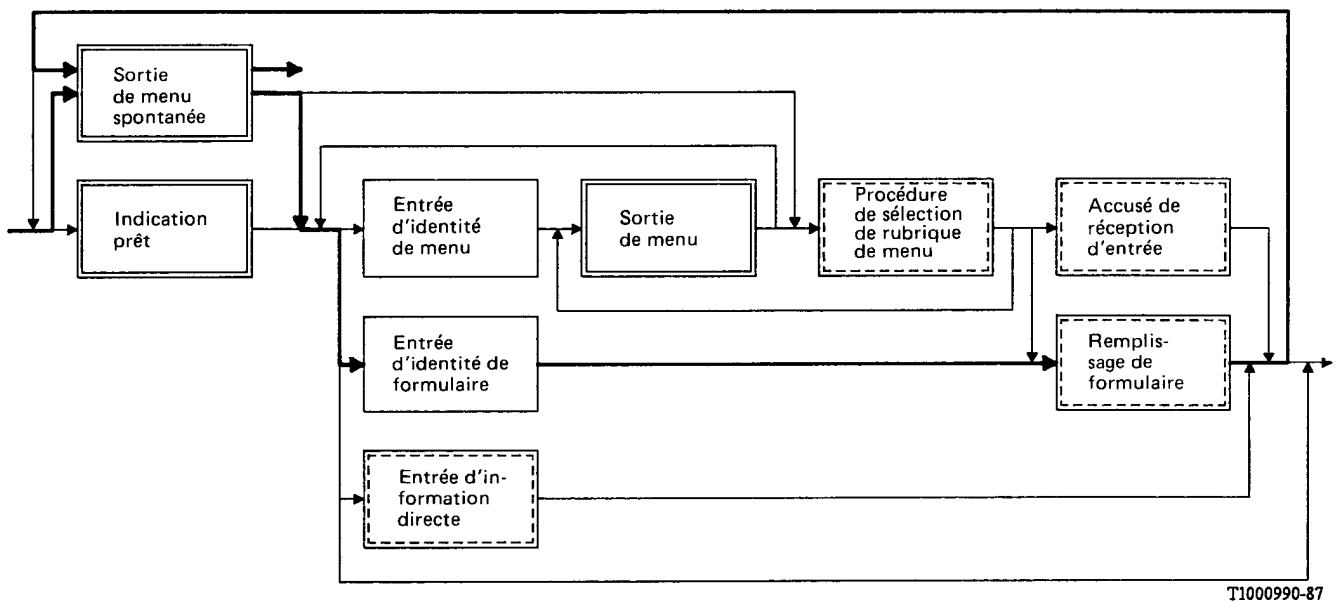 Sortie
de menu
spontanée
Indication
prêt
Entrée
d'identité
de menu
Sortie
de menu
Procédure
de sélection
de rubrique
de menu
Accusé de
réception
d'entrée
Entrée
d'identité de
formulaire
Remplis-
sage de
formulaire
Entrée d'in-
formation
directe
T1000990-87